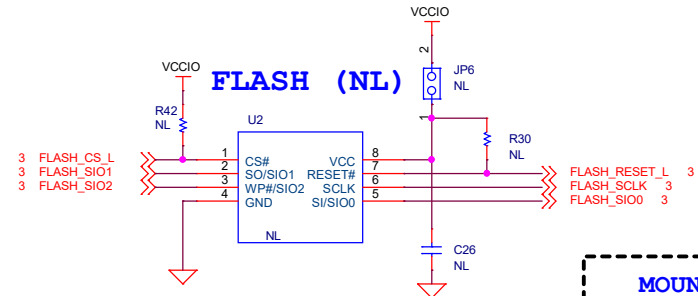 VCCIO
2
VCCIO
FLASH (NL)
JP6
NL
1
R42
NL
U2
R30
NL
3 FLASH_CS_L 1 CS# VCC 8
3 FLASH_SIO1 2 SO/SIO1 RESET# 7 FLASH_RESET_L 3
3 FLASH_SIO2 3 WP#/SIO2 SCLK 6 FLASH_SCLK 3
4 GND SI/SIO0 5 FLASH_SIO0 3
NL
C26
NL
MOUN